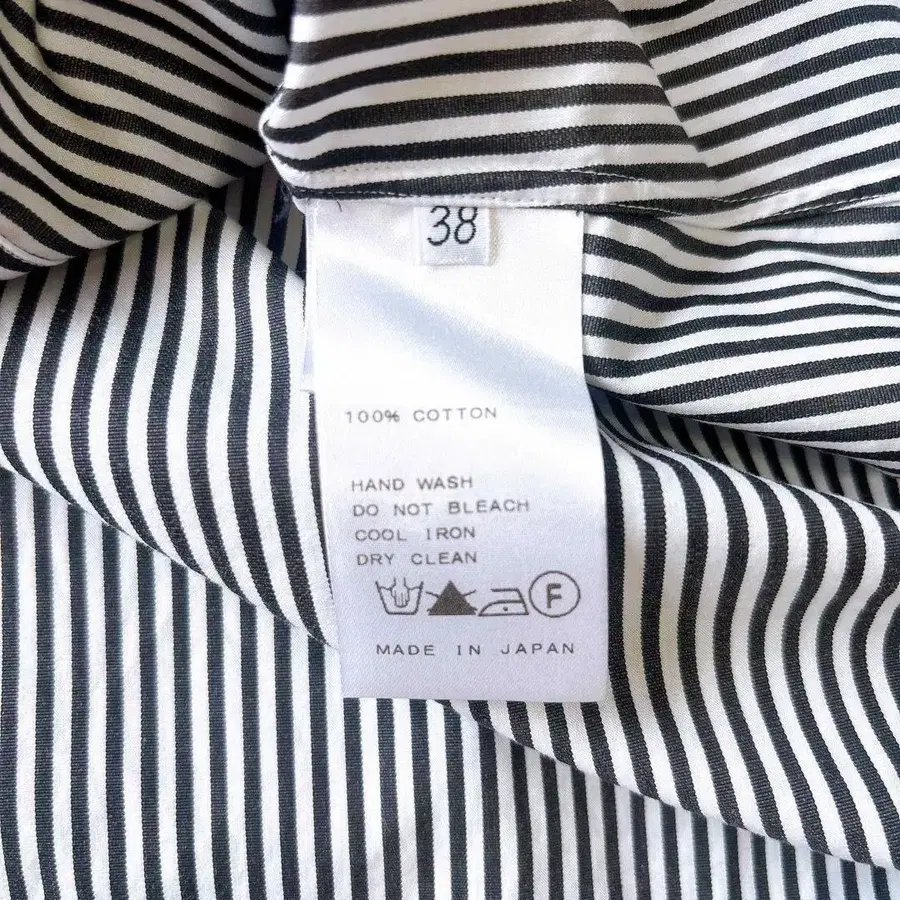 38
100% COTTON
HAND WASH
DO NOT BLEACH
COOL IRON
DRY CLEAN
F
MADE IN JAPAN